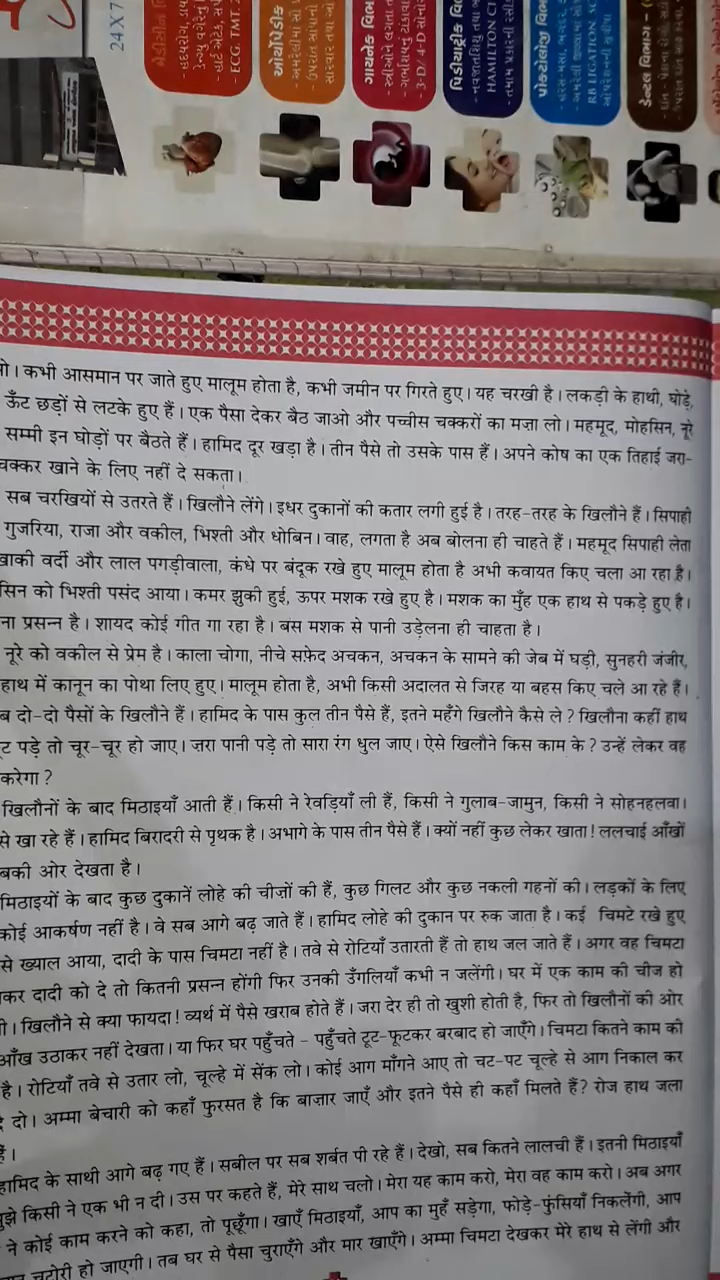 24X7
ECG. TMT
ઓર્થોપેડીક
ગાયનેક
3-D/ 4-D
પિડીયાટ્રીક
HAMILTON
પ્રોક્ટોલોજી
RB LIGATION
ડેન્ટલ વિભાગ -
। कभी आसमान पर जाते हुए मालूम होता है, कभी जमीन पर गिरते हुए। यह चरखी है। लकड़ी के हाथी, घोड़े,
ऊँट छड़ों से लटके हुए हैं। एक पैसा देकर बैठ जाओ और पच्चीस चक्करों का मज़ा लो। महमूद, मोहसिन, नूरे
सम्मी इन घोड़ों पर बैठते हैं। हामिद दूर खड़ा है। तीन पैसे तो उसके पास हैं। अपने कोष का एक तिहाई जरा-
चक्कर खाने के लिए नहीं दे सकता।
सब चरखियों से उतरते हैं। खिलौने लेंगे। इधर दुकानों की कतार लगी हुई है। तरह-तरह के खिलौने हैं। सिपाही
गुजरिया, राजा और वकील, भिश्ती और धोबिन। वाह, लगता है अब बोलना ही चाहते हैं। महमूद सिपाही लेता
खाकी वर्दी और लाल पगड़ीवाला, कंधे पर बंदूक रखे हुए मालूम होता है अभी कवायत किए चला आ रहा है।
सिन को भिश्ती पसंद आया। कमर झुकी हुई, ऊपर मशक रखे हुए है। मशक का मुँह एक हाथ से पकड़े हुए है।
ना प्रसन्न है। शायद कोई गीत गा रहा है। बस मशक से पानी उड़ेलना ही चाहता है।
नूरे को वकील से प्रेम है। काला चोगा, नीचे सफ़ेद अचकन, अचकन के सामने की जेब में घड़ी, सुनहरी जंजीर,
हाथ में कानून का पोथा लिए हुए। मालूम होता है, अभी किसी अदालत से जिरह या बहस किए चले आ रहे हैं।
ब दो-दो पैसों के खिलौने हैं। हामिद के पास कुल तीन पैसे हैं, इतने महँगे खिलौने कैसे ले? खिलौना कहीं हाथ
ट पड़े तो चूर-चूर हो जाए। ज़रा पानी पड़े तो सारा रंग धुल जाए। ऐसे खिलौने किस काम के? उन्हें लेकर वह
करेगा?
खिलौनों के बाद मिठाइयाँ आती हैं। किसी ने रेवड़ियाँ ली हैं, किसी ने गुलाब-जामुन, किसी ने सोहनहलवा।
से खा रहे हैं। हामिद बिरादरी से पृथक है। अभागे के पास तीन पैसे हैं। क्यों नहीं कुछ लेकर खाता! ललचाई आँखों
बकी ओर देखता है।
मिठाइयों के बाद कुछ दुकानें लोहे की चीज़ों की हैं, कुछ गिलट और कुछ नकली गहनों की। लड़कों के लिए
कोई आकर्षण नहीं है। वे सब आगे बढ़ जाते हैं। हामिद लोहे की दुकान पर रुक जाता है। कई चिमटे रखे हुए
से ख्याल आया, दादी के पास चिमटा नहीं है। तवे से रोटियाँ उतारती हैं तो हाथ जल जाते हैं। अगर वह चिमटा
कर दादी को दे तो कितनी प्रसन्न होंगी फिर उनकी उँगलियाँ कभी न जलेंगी। घर में एक काम की चीज हो
ी। खिलौने से क्या फायदा! व्यर्थ में पैसे खराब होते हैं। जरा देर ही तो खुशी होती है, फिर तो खिलौनों की ओर
आँख उठाकर नहीं देखता। या फिर घर पहुँचते - पहुँचते टूट-फूटकर बरबाद हो जाएँगे। चिमटा कितने काम की
है। रोटियाँ तवे से उतार लो, चूल्हे में सेंक लो। कोई आग माँगने आए तो चट-पट चूल्हे से आग निकाल कर
दो। अम्मा बेचारी को कहाँ फुरसत है कि बाज़ार जाएँ और इतने पैसे ही कहाँ मिलते हैं? रोज हाथ जला
हैं।
हामिद के साथी आगे बढ़ गए हैं। सबील पर सब शर्बत पी रहे हैं। देखो, सब कितने लालची हैं। इतनी मिठाइयाँ
मुझे किसी ने एक भी न दी। उस पर कहते हैं, मेरे साथ चलो। मेरा यह काम करो, मेरा वह काम करो। अब अगर
ने कोई काम करने को कहा, तो पूछूँगा। खाएँ मिठाइयाँ, आप का मुहँ सड़ेगा, फोड़े-फुंसियाँ निकलेंगी, आप
चटोरी हो जाएगी। तब घर से पैसा चुराएँगे और मार खाएँगे। अम्मा चिमटा देखकर मेरे हाथ से लेंगी और